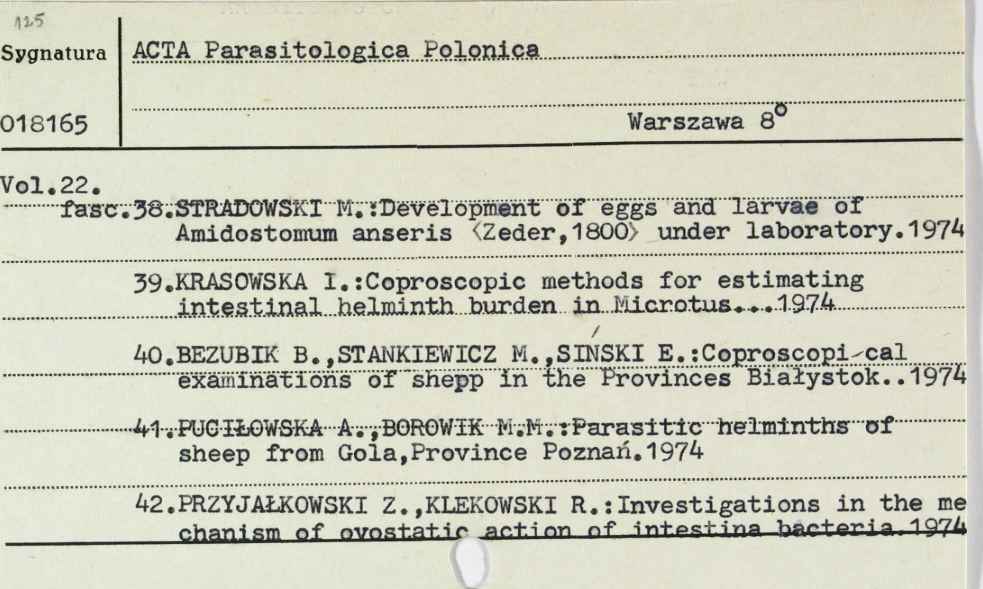 125
Sygnatura
ACTA Parasitologica Polonica
018165
Warszawa 8°
Vol.22.
fasc.38.STRADOWSKI M.:Development of eggs and larvae of
Amidostomum anseris <Zeder,1800> under laboratory.1974
39.KRASOWSKA I.:Coproscopic methods for estimating
intestinal helminth burden in Microtus...1974
40.BEZUBIK B.,STANKIEWICZ M.,SIŃSKI E.:Coproscopi-cal
examinations of shepp in the Provinces Białystok..1974
41.PUCIŁOWSKA A.,BOROWIK M.M.:Parasitic helminths of
sheep from Gola,Province Poznań.1974
42.PRZYJAŁKOWSKI Z.,KLEKOWSKI R.:Investigations in the me
chanism of ovostatic action of intestina bacteria.1974